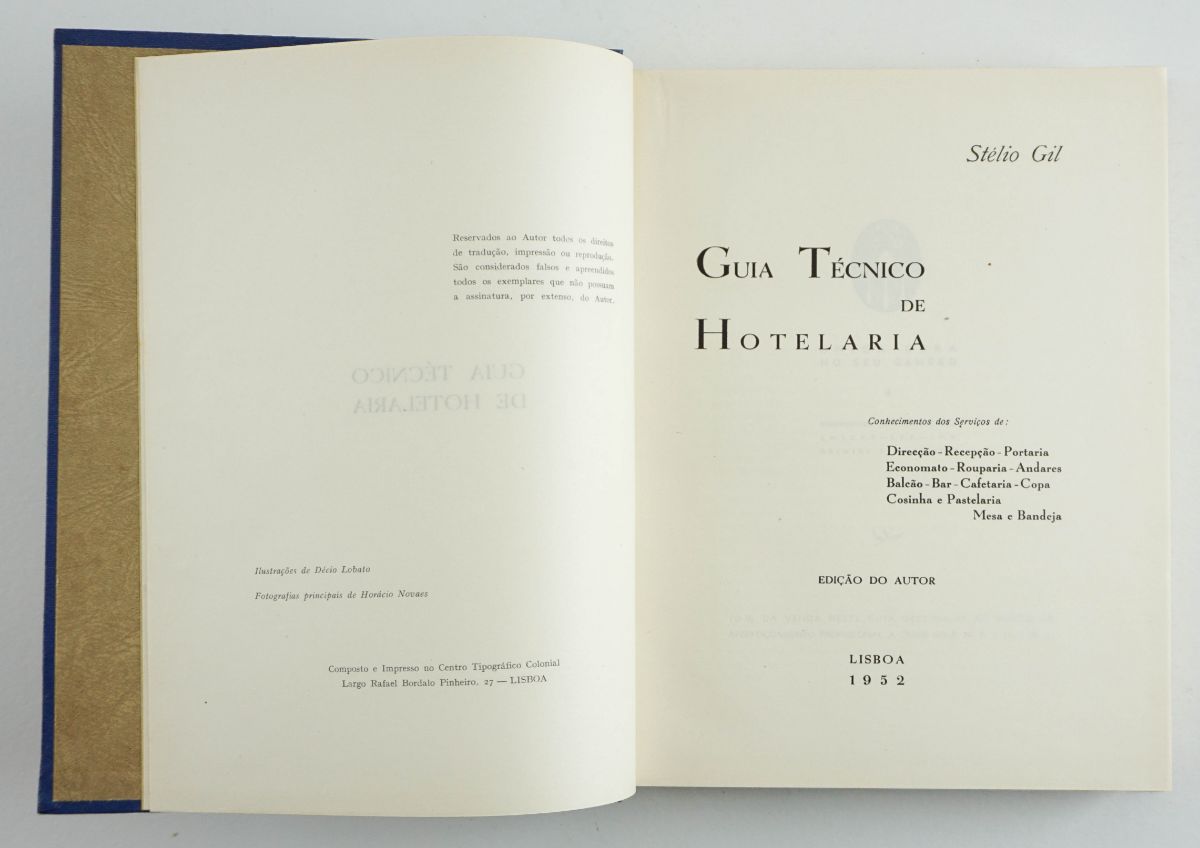 Reservados ao Autor todos os direitos
de tradução, impressão ou reprodução.
São considerados falsos e apreendidos
todos os exemplares que não possuam
a assinatura, por extenso, do Autor.
GUIA TÉCNICO
DE HOTELARIA
Ilustrações de Décio Lobato
Fotografias principais de Horácio Novaes
Composto e Impresso no Centro Tipográfico Colonial
Largo Rafael Bordalo Pinheiro, 27 — LISBOA
Stélio Gil
GUIA TÉCNICO
DE
HOTELARIA
Conhecimentos dos Serviços de:
Direcção - Recepção - Portaria
Economato - Rouparia - Andares
Balcão - Bar - Cafetaria - Copa
Cosinha e Pastelaria
Mesa e Bandeja
EDIÇÃO DO AUTOR
LISBOA
1952